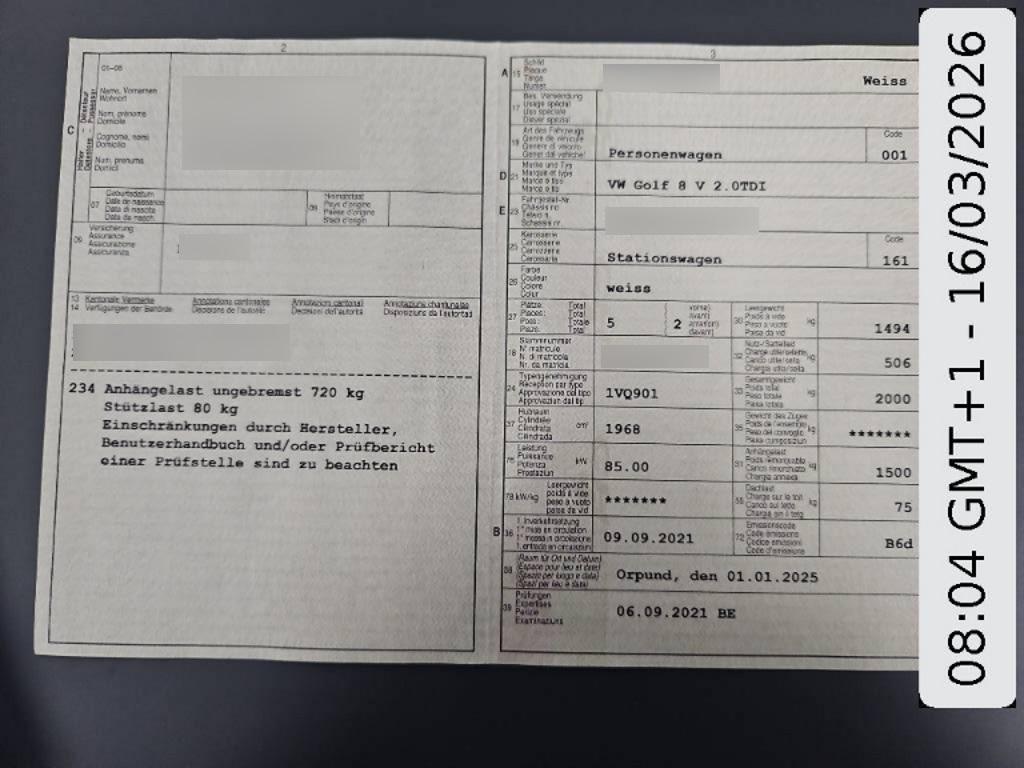 2
01-06
Name, Vornamen
Wohnort
Nom, prénoms
Domicile
Cognome, nomi
Domicilio
Num, prenums
Domicil
C
07
Geburtsdatum
Date de naissance
Data di nascita
Data da nasch.
08
Heimatstaat
Pays d'origine
Paese d'origine
Stadi d'origin
09
Versicherung
Assurance
Assicurazione
Assicuranza
13
14
Kantonale Vermerke
Verfügungen der Behörde
Annotations cantonales
Décisions de l'autorité
Annotazioni cantonali
Decisioni dell'autorità
Annotaziuns chantunalas
Disposiziuns da l'autoritad
234 Anhängelast ungebremst 720 kg
Stützlast 80 kg
Einschränkungen durch Hersteller,
Benutzerhandbuch und/oder Prüfbericht
einer Prüfstelle sind zu beachten
3
A 15
Schild
Plaque
Targa
Numer
Weiss
17
Bes. Verwendung
Usage spécial
Uso speciale
Diever spezial
19
Art des Fahrzeugs
Genre de véhicule
Genere di veicolo
Gener dal vehichel
Personenwagen
Code
001
D 21
Marke und Typ
Marque et type
Marca e tipo
Marca e tip
VW Golf 8 V 2.0TDI
E 23
Fahrgestell-Nr.
Châssis no
Telaio n.
Schassis nr.
25
Karosserie
Carrosserie
Carrozzeria
Carossaria
Stationswagen
Code
161
26
Farbe
Couleur
Colore
Colur
weiss
27
Plätze: Total
Places: Total
Posti: Totale
Plazs: Total
5
2
vorne)
avant)
anteriori)
davant)
30
Leergewicht
Poids à vide
Peso a vuoto
Paisa da vid
kg
1494
18
Stammnummer
N° matricule
N. di matricola
Nr. da matricla
32
Nutz-/Sattellast
Charge utile/sellette
Carico utile/sella
Chargia utila/sella
kg
506
24
Typengenehmigung
Réception par type
Approvazione del tipo
Approvaziun dal tip
1VQ901
33
Gesamtgewicht
Poids total
Peso totale
Paisa totala
2000
37
Hubraum
Cylindrée
Cilindrata
Cilindrada
cm³
1968
35
Gewicht des Zuges
Poids de l'ensemble
Peso del convoglio
Paisa cumposiziun
kg
*******
76
Leistung
Puissance
Potenza
Prestaziun
kW
85.00
31
Anhängelast
Poids remorquable
Carico rimorchiato
Chargia annexa
kg
1500
78 kW/kg
Leergewicht
poids à vide
peso a vuoto
paisa da vid
*******
55
Dachlast
Charge sur le toit
Carico sul tetto
Chargia sin il tetg
kg
75
B 36
1. Inverkehrsetzung
1re mise en circulation
1a messa in circolazione
1. entrada en circulaziun
09.09.2021
72
Emissionscode
Code émissions
Codice emissioni
Code d'emissiuns
B6d
38
(Raum für Ort und Datum)
(Espace pour lieu et date)
(Spazio per luogo e data)
(Spazi per lieu e data)
Orpund, den 01.01.2025
39
Prüfungen
Expertises
Perizie
Examinaziuns
06.09.2021 BE
08:04 GMT+1 - 16/03/2026